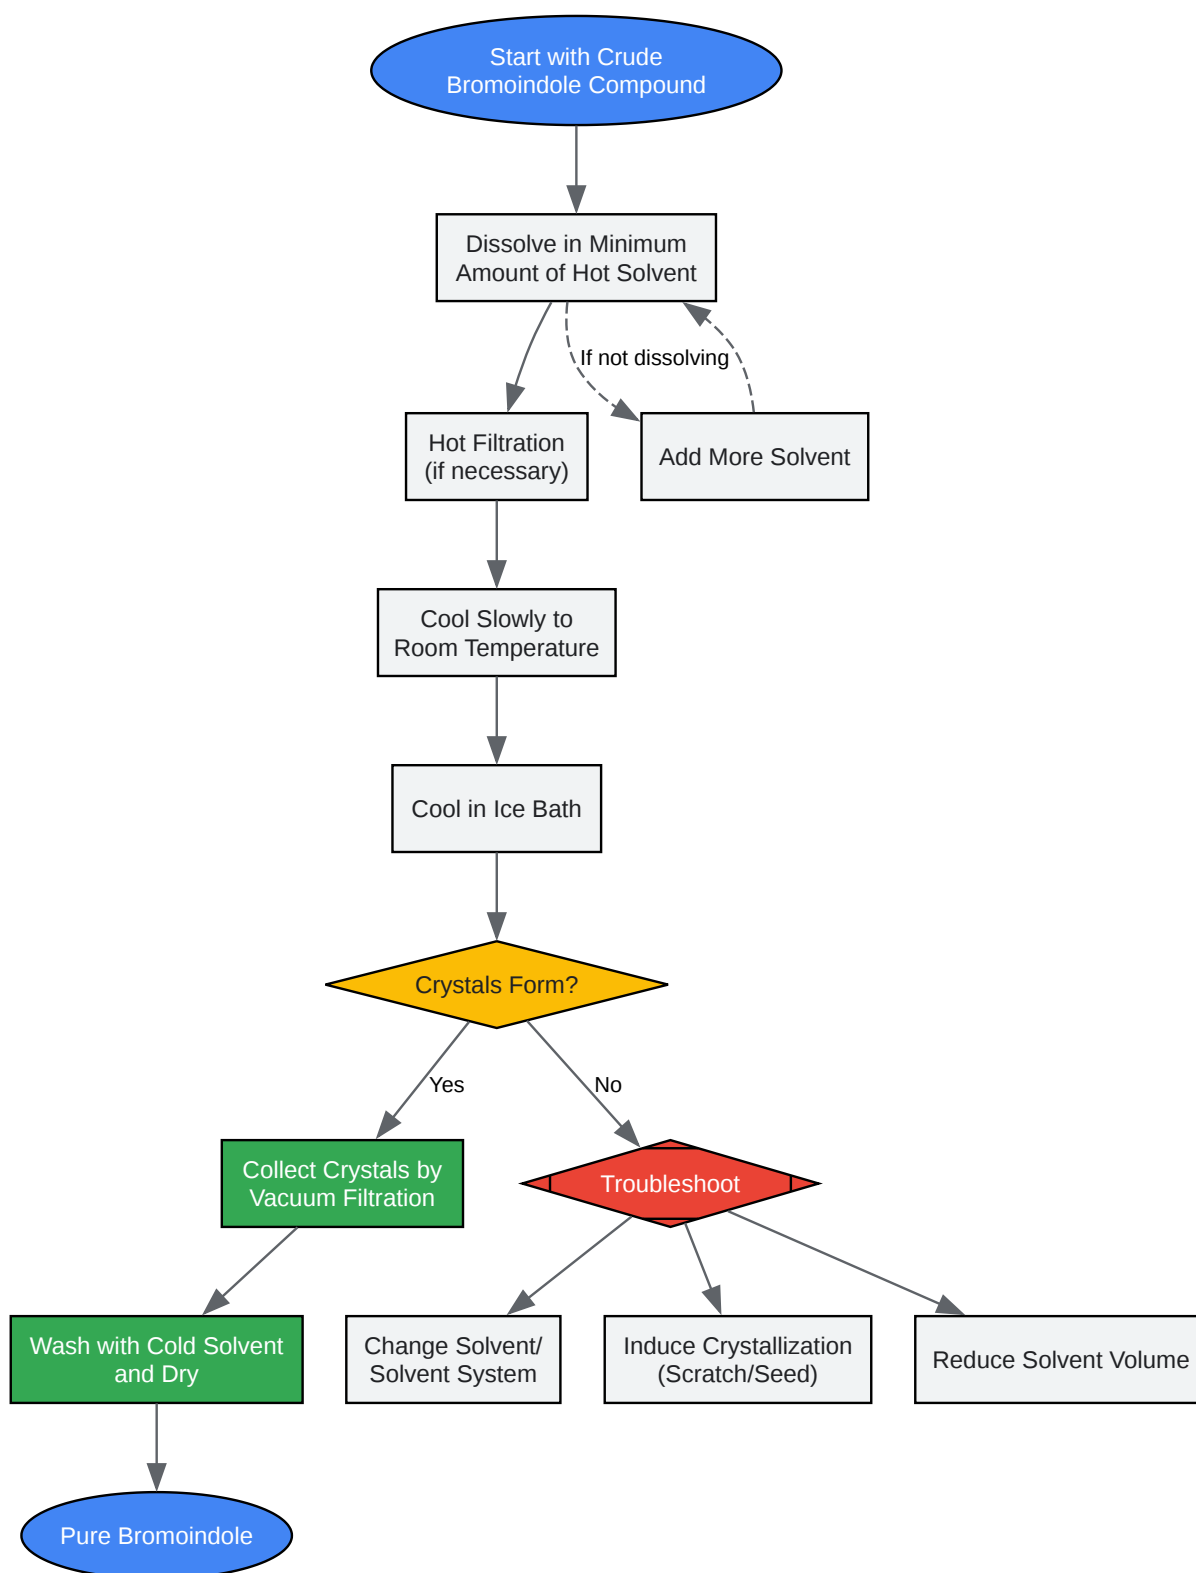 Start with Crude
Bromoindole Compound
Dissolve in Minimum
Amount of Hot Solvent
If not dissolving
Hot Filtration
(if necessary)
Add More Solvent
Cool Slowly to
Room Temperature
Cool in Ice Bath
Crystals Form?
Yes
No
Collect Crystals by
Vacuum Filtration
Troubleshoot
Wash with Cold Solvent
and Dry
Change Solvent/
Solvent System
Induce Crystallization
(Scratch/Seed)
Reduce Solvent Volume
Pure Bromoindole